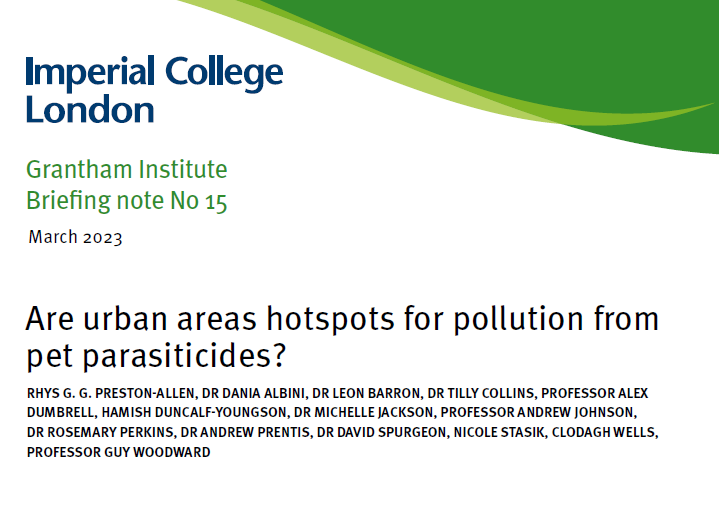 Imperial College
London
Grantham Institute
Briefing note No 15
March 2023
Are urban areas hotspots for pollution from
pet parasiticides?
RHYS G. G. PRESTON-ALLEN, DR DANIA ALBINI, DR LEON BARRON, DR TILLY COLLINS, PROFESSOR ALEX
DUMBRELL, HAMISH DUNCALF-YOUNGSON, DR MICHELLE JACKSON, PROFESSOR ANDREW JOHNSON,
DR ROSEMARY PERKINS, DR ANDREW PRENTIS, DR DAVID SPURGEON, NICOLE STASIK, CLODAGH WELLS,
PROFESSOR GUY WOODWARD